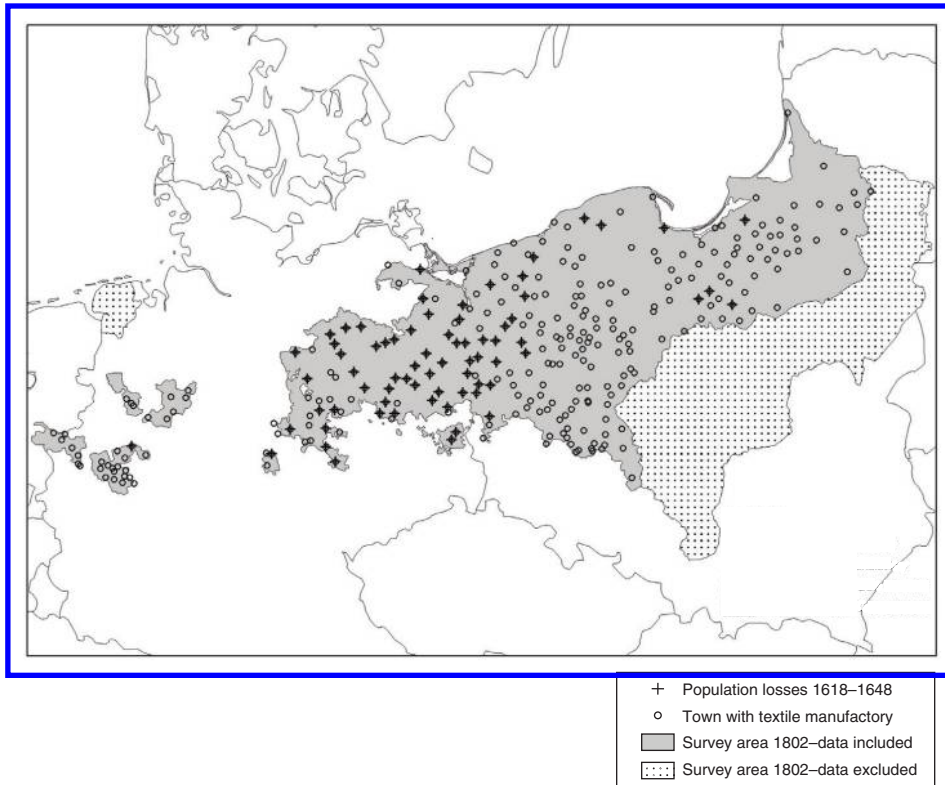 Population losses 1618–1648
Town with textile manufactory
Survey area 1802–data included
Survey area 1802–data excluded